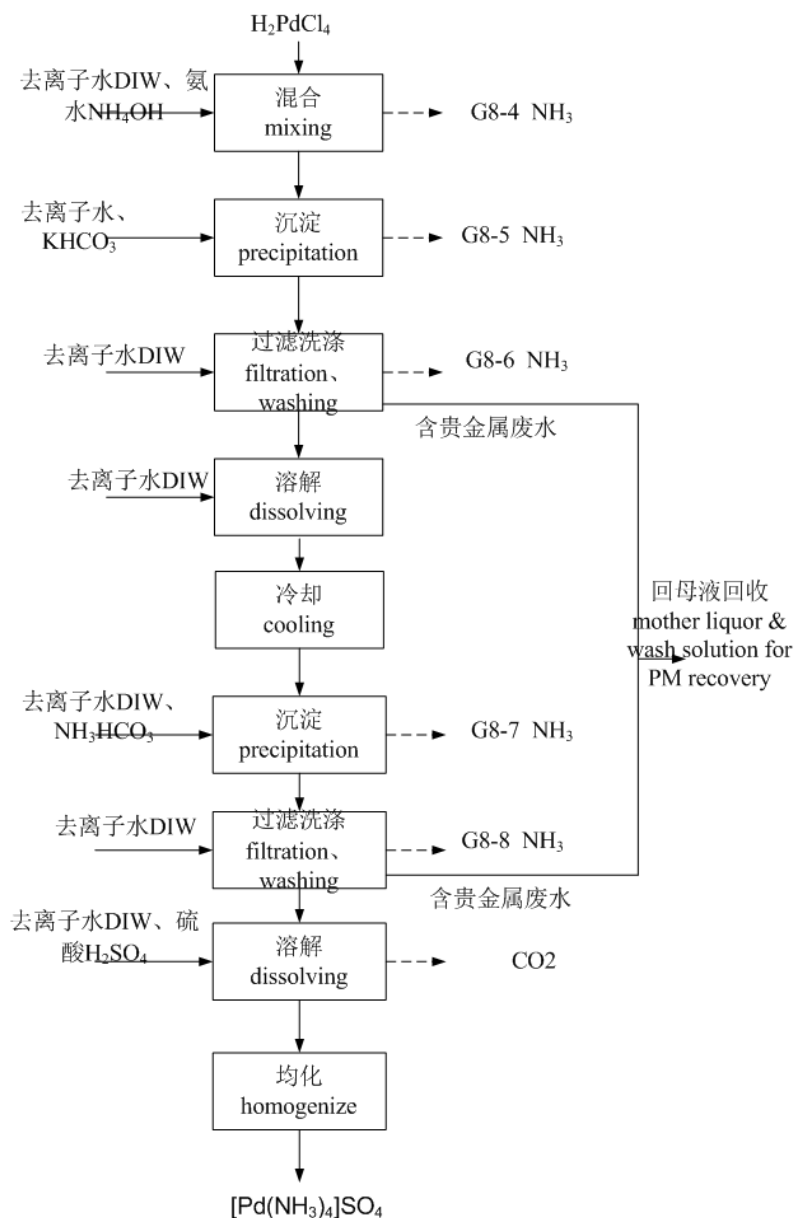 H₂PdCl₄
去离子水DIW、氨
水NH₄OH
混合
mixing
G8-4 NH₃
去离子水、
KHCO₃
沉淀
precipitation
G8-5 NH₃
去离子水DIW
过滤洗涤
filtration、
washing
G8-6 NH₃
含贵金属废水
去离子水DIW
溶解
dissolving
冷却
cooling
回母液回收
mother liquor &
wash solution for
PM recovery
去离子水DIW、
NH₃HCO₃
沉淀
precipitation
G8-7 NH₃
去离子水DIW
过滤洗涤
filtration、
washing
G8-8 NH₃
含贵金属废水
去离子水DIW、硫
酸H₂SO₄
溶解
dissolving
CO2
均化
homogenize
[Pd(NH₃)₄]SO₄